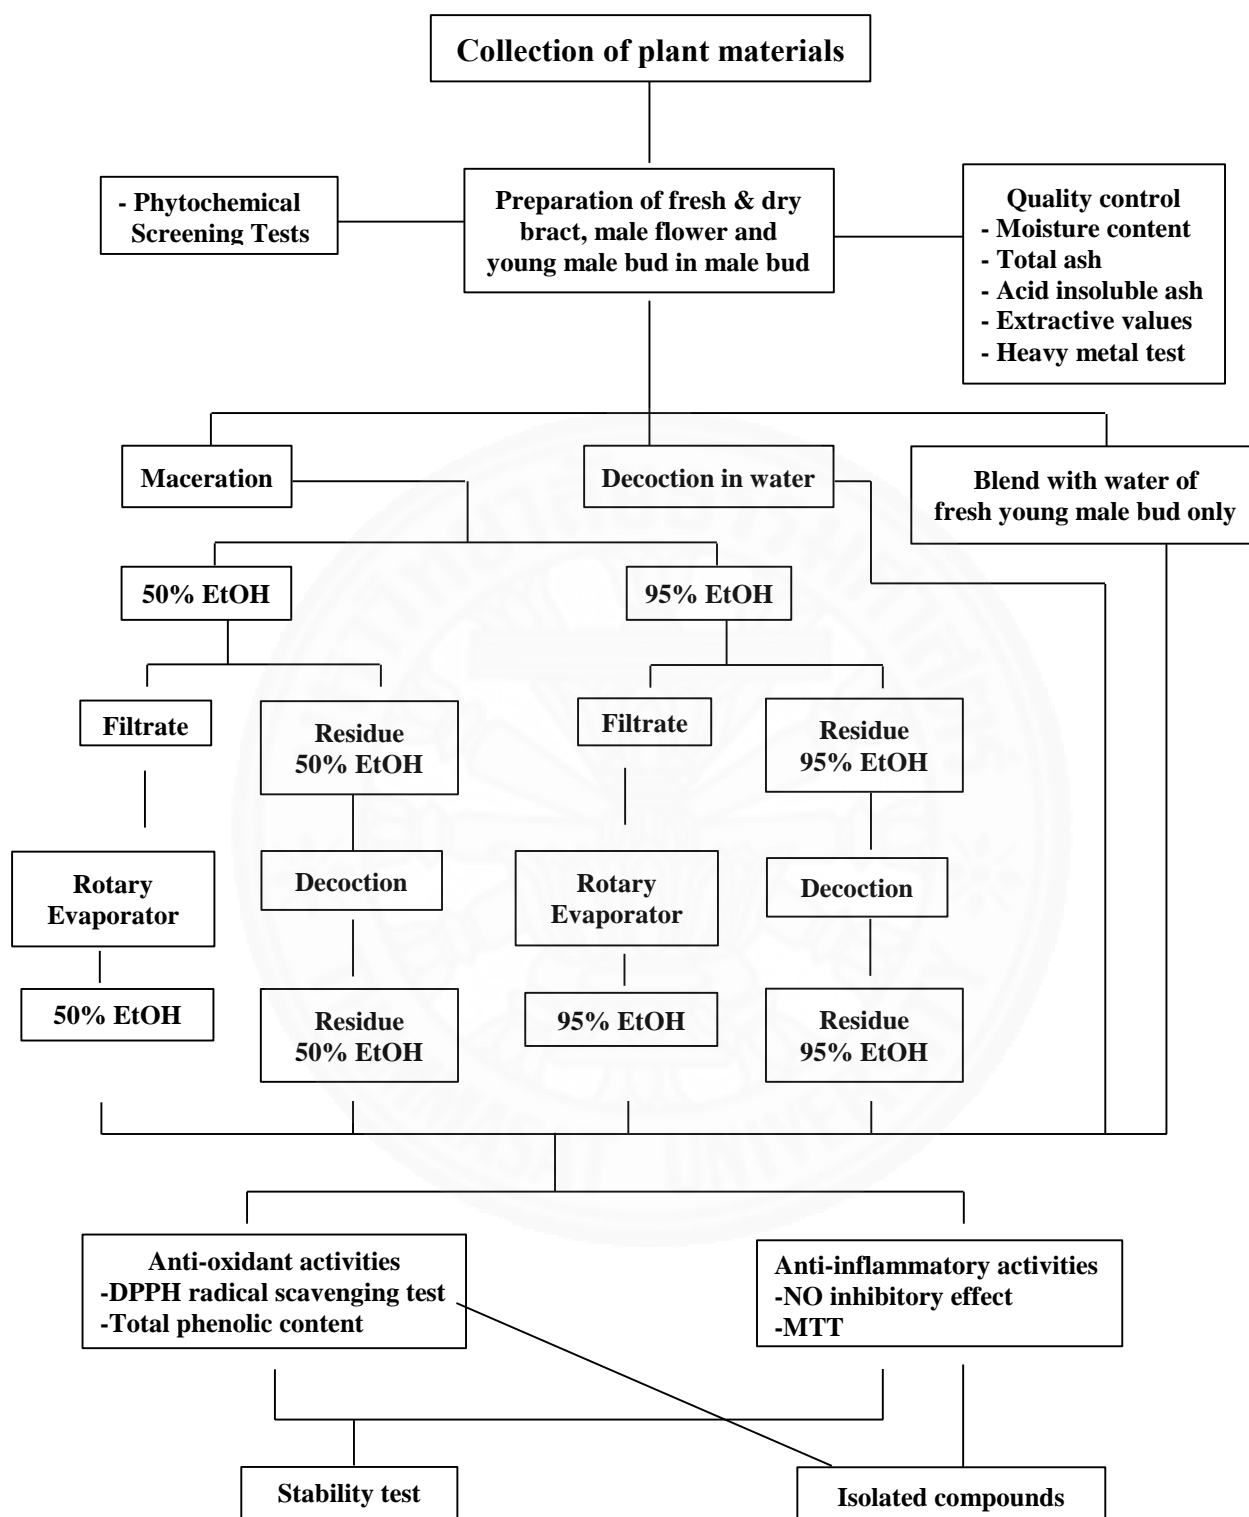 Collection of plant materials
- Phytochemical
Screening Tests
Preparation of fresh & dry
bract, male flower and
young male bud in male bud
Quality control
- Moisture content
- Total ash
- Acid insoluble ash
- Extractive values
- Heavy metal test
Maceration
Decoction in water
Blend with water of
fresh young male bud only
50% EtOH
95% EtOH
Filtrate
Residue
50% EtOH
Filtrate
Residue
95% EtOH
Rotary
Evaporator
Decoction
Rotary
Evaporator
Decoction
50% EtOH
Residue
50% EtOH
95% EtOH
Residue
95% EtOH
Anti-oxidant activities
-DPPH radical scavenging test
-Total phenolic content
Anti-inflammatory activities
-NO inhibitory effect
-MTT
Stability test
Isolated compounds